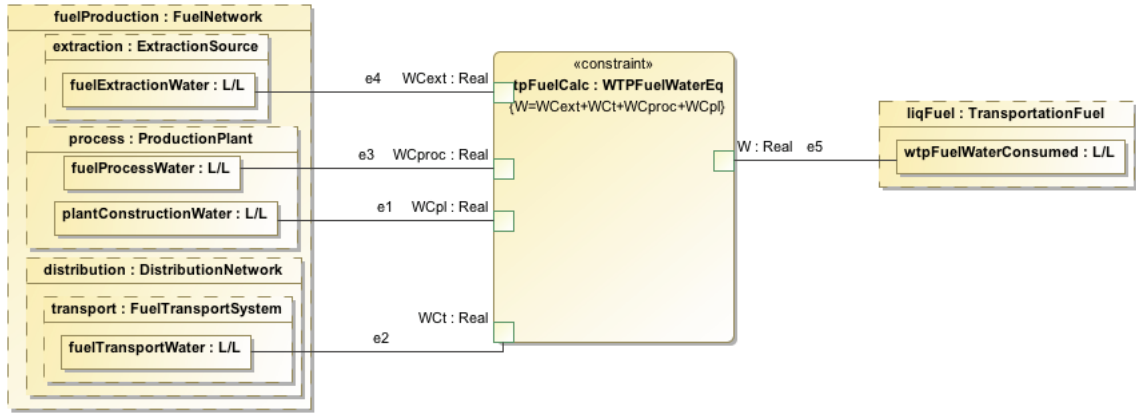 fuelProduction : FuelNetwork
extraction : ExtractionSource
fuelExtractionWater : L/L
process : ProductionPlant
fuelProcessWater : L/L
plantConstructionWater : L/L
distribution : DistributionNetwork
transport : FuelTransportSystem
fuelTransportWater : L/L
e4 WCext : Real
e3 WCproc : Real
e1 WCpl : Real
WCt : Real
e2
«constraint»
tpFuelCalc : WTPFuelWaterEq
{W=WCext+WCt+WCproc+WCpl}
W : Real e5
liqFuel : TransportationFuel
wtpFuelWaterConsumed : L/L